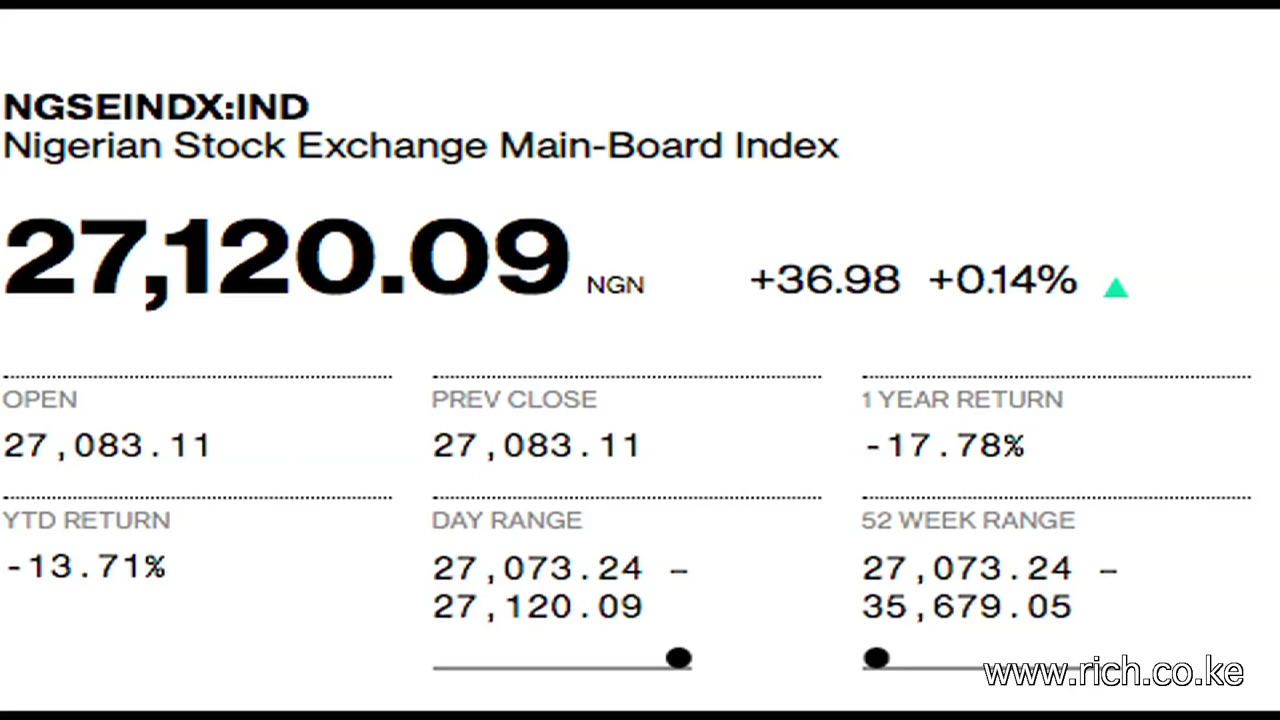 NGSEINDX:IND
Nigerian Stock Exchange Main-Board Index
27,120.09 NGN +36.98 +0.14%
OPEN PREV CLOSE 1 YEAR RETURN
27,083.11 27,083.11 -17.78%
YTD RETURN DAY RANGE 52 WEEK RANGE
-13.71% 27,073.24 – 27,073.24 –
27,120.09 35,679.05
www.rich.co.ke